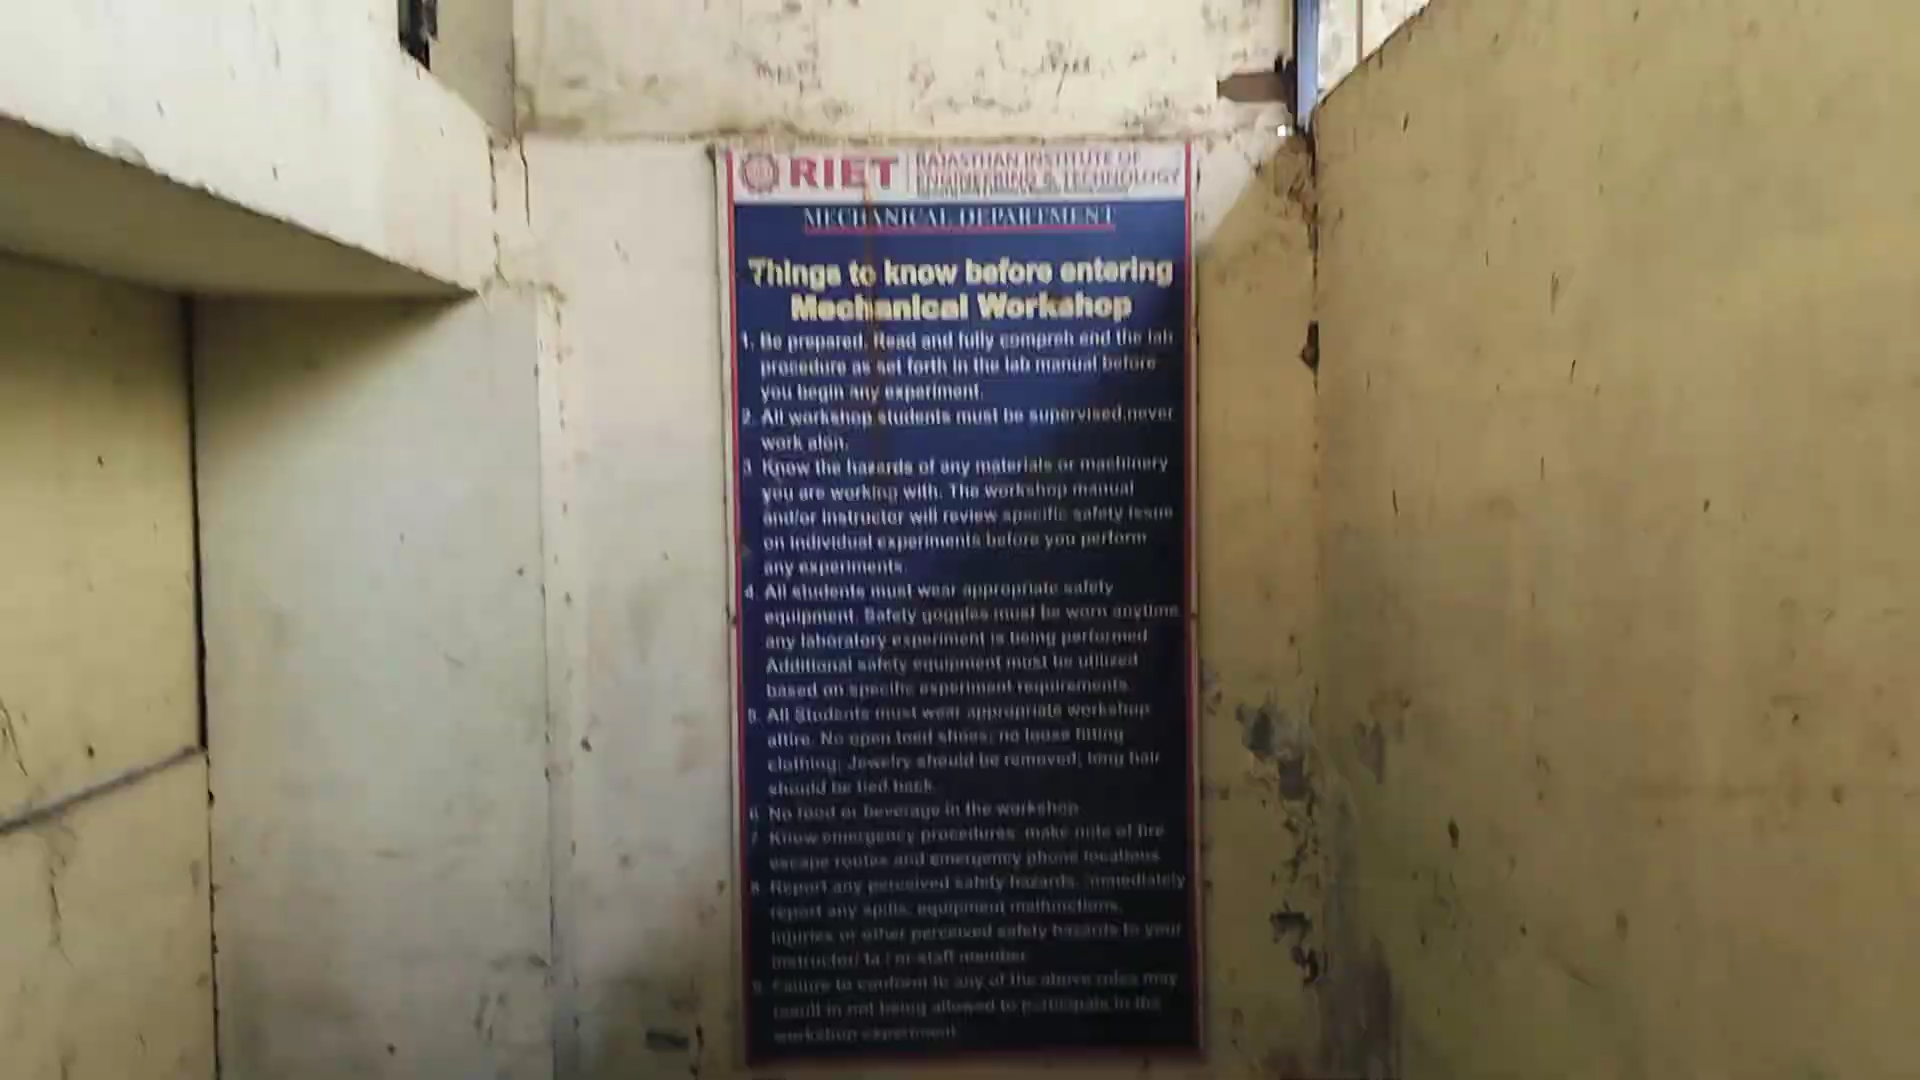 RIET
RAJASTHAN INSTITUTE OF
ENGINEERING & TECHNOLOGY
MECHANICAL DEPARTMENT
Things to know before entering
Mechanical Workshop
1. Be prepared. Read and fully compreh end the lab
procedure as set forth in the lab manual before
you begin any experiment.
2. All workshop students must be supervised,never
work alon.
3. Know the hazards of any materials or machinery
you are working with. The workshop manual
and/or instructor will review specific safety issue
on individual experiments before you perform
any experiments.
4. All students must wear appropriate safety
equipment. Safety goggles must be worn anytime
any laboratory experiment is being performed
Additional safety equipment must be utilized
based on specific experiment requirements.
5. All Students must wear appropriate workshop
attire. No open toed shoes; no loose fitting
clothing; Jewelry should be removed; long hair
should be tied back.
6. No food or beverage in the workshop
7. Know emergency procedures, make note of fire
escape routes and emergency phone locations
8. Report any perceived safety hazards. immediately
report any spills, equipment malfunctions,
injuries or other perceived safety hazards to your
instructor/ ta / or staff member
9. Failure to conform to any of the above rules may
result in not being allowed to participate in the
workshop experiment